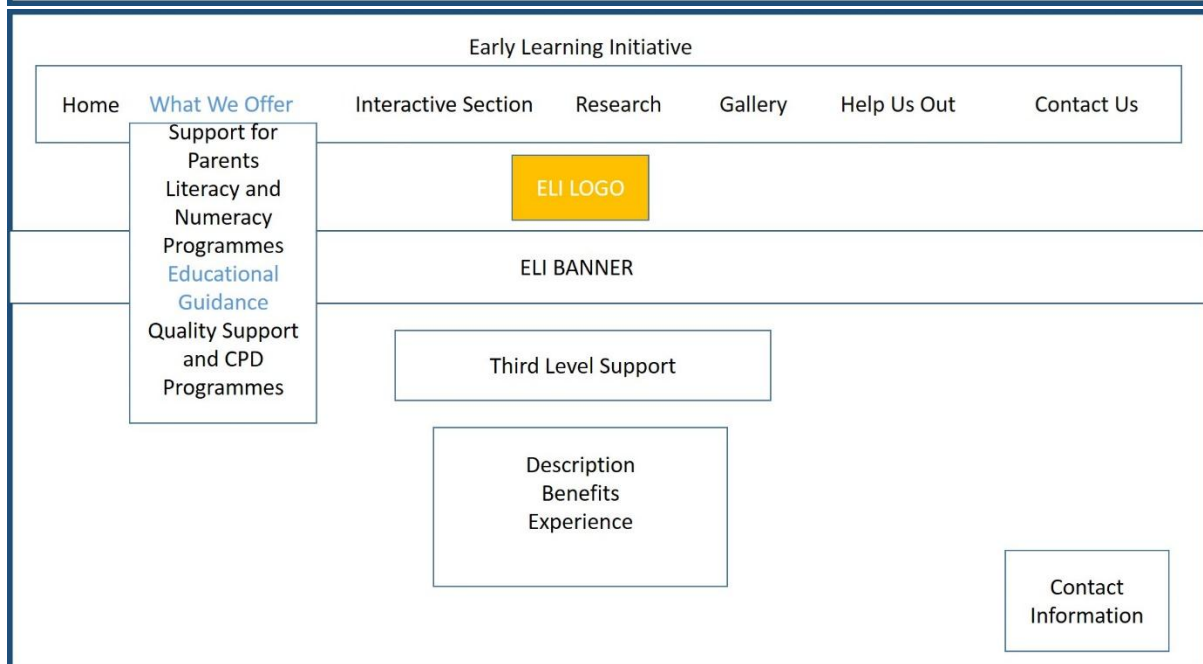 Early Learning Initiative
Home What We Offer Interactive Section Research Gallery Help Us Out Contact Us
Support for
Parents
Literacy and
Numeracy
Programmes
Educational
Guidance
Quality Support
and CPD
Programmes
ELI LOGO
ELI BANNER
Third Level Support
Description
Benefits
Experience
Contact
Information